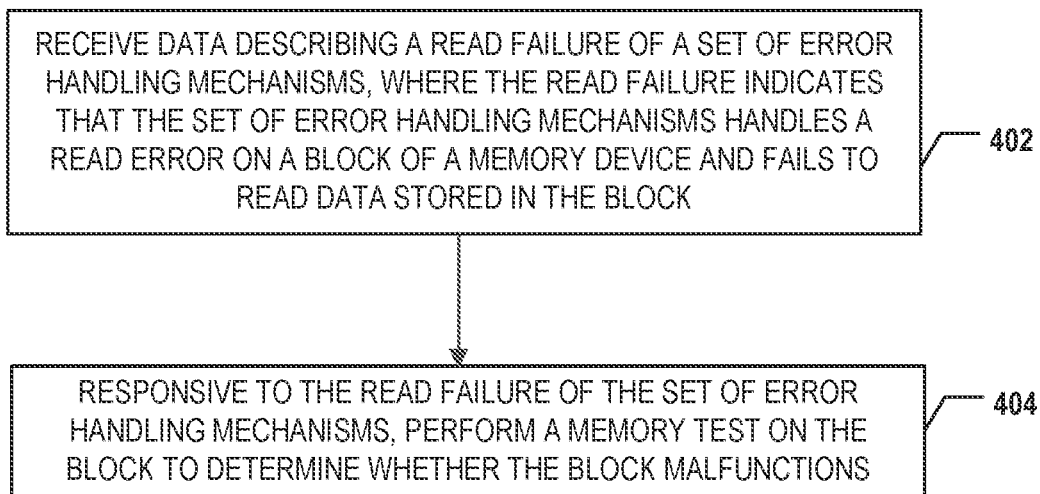 RECEIVE DATA DESCRIBING A READ FAILURE OF A SET OF ERROR
HANDLING MECHANISMS, WHERE THE READ FAILURE INDICATES
THAT THE SET OF ERROR HANDLING MECHANISMS HANDLES A
READ ERROR ON A BLOCK OF A MEMORY DEVICE AND FAILS TO
READ DATA STORED IN THE BLOCK
402
RESPONSIVE TO THE READ FAILURE OF THE SET OF ERROR
HANDLING MECHANISMS, PERFORM A MEMORY TEST ON THE
BLOCK TO DETERMINE WHETHER THE BLOCK MALFUNCTIONS
404